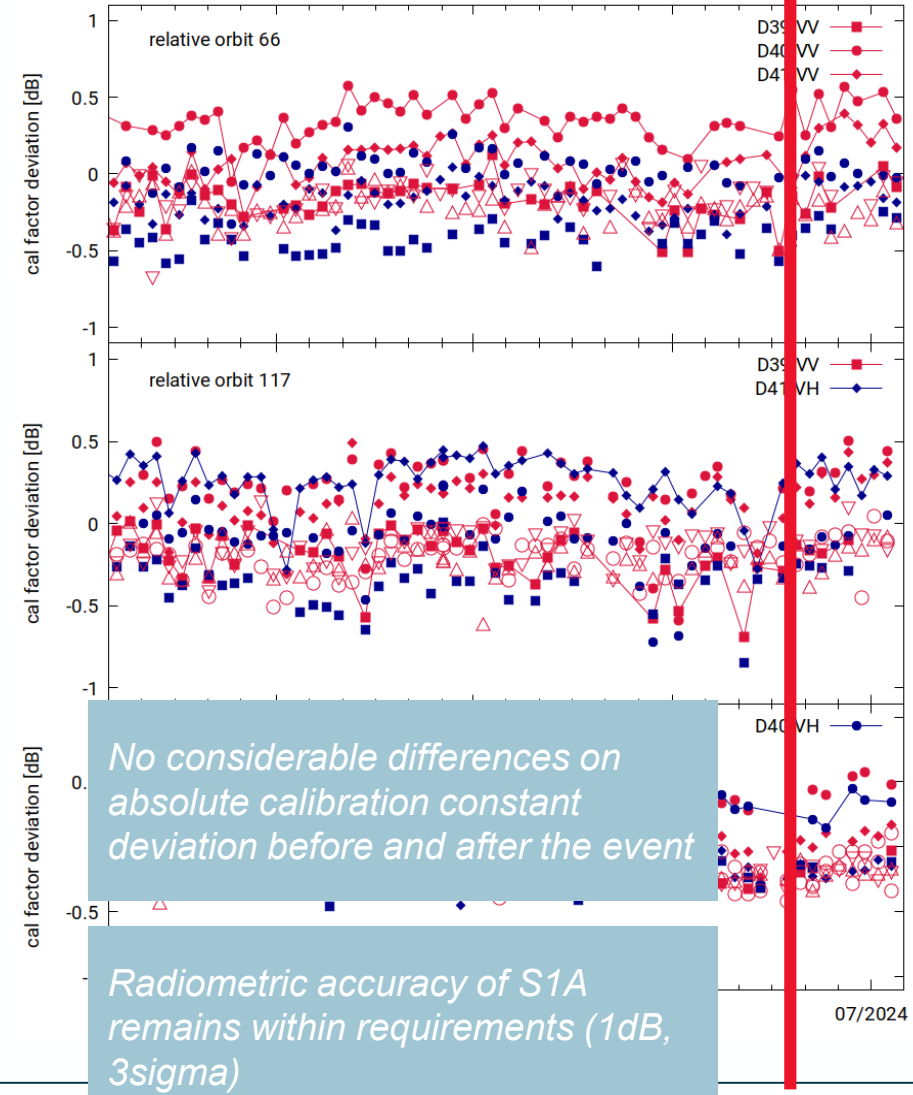 1
relative orbit 66
D39 VV
D40 VV
D41 VV
0.5
0
-0.5
-1
cal factor deviation [dB]
1
relative orbit 117
D39 VV
D41 VH
0.5
0
-0.5
-1
cal factor deviation [dB]
D40 VH
0.
-0.5
cal factor deviation [dB]
No considerable differences on
absolute calibration constant
deviation before and after the event
Radiometric accuracy of S1A
remains within requirements (1dB,
3sigma)
07/2024